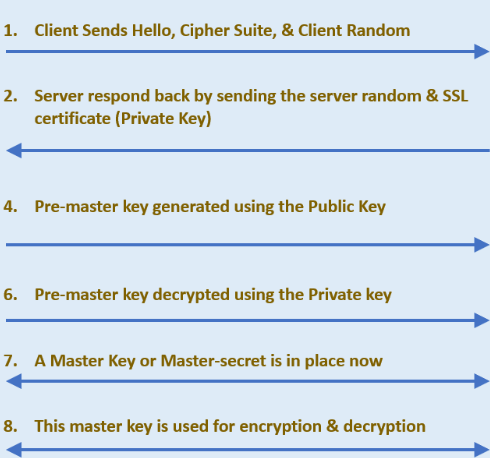 1. Client Sends Hello, Cipher Suite, & Client Random
2. Server respond back by sending the server random & SSL
certificate (Private Key)
4. Pre-master key generated using the Public Key
6. Pre-master key decrypted using the Private key
7. A Master Key or Master-secret is in place now
8. This master key is used for encryption & decryption